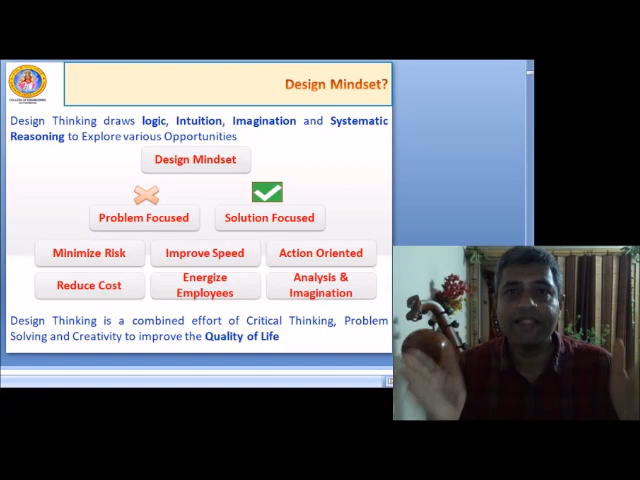 Design Mindset?
Design Thinking draws logic, Intuition, Imagination and Systematic
Reasoning to Explore various Opportunities
Design Mindset
Problem Focused
Solution Focused
Minimize Risk
Improve Speed
Action Oriented
Reduce Cost
Energize
Employees
Analysis &
Imagination
Design Thinking is a combined effort of Critical Thinking, Problem
Solving and Creativity to improve the Quality of Life